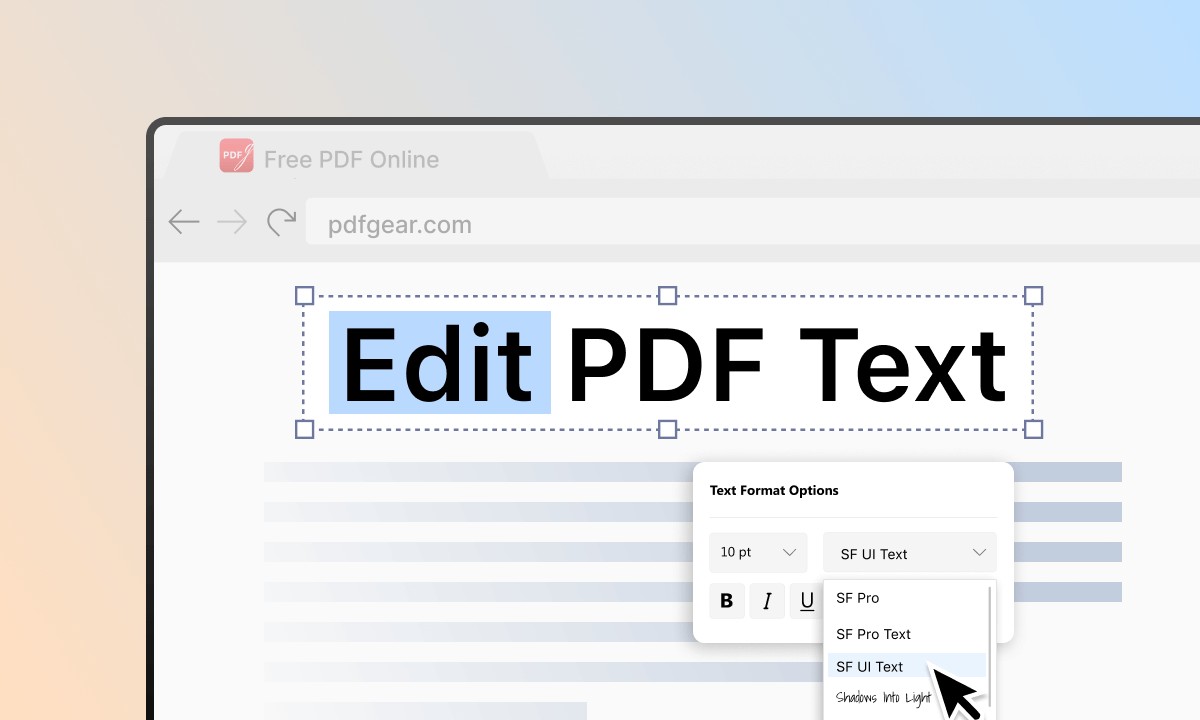 PDF Free PDF Online
pdfgear.com
Edit PDF Text
Text Format Options
10 pt SF UI Text
B I U
SF Pro
SF Pro Text
SF UI Text
Shadows Into Light